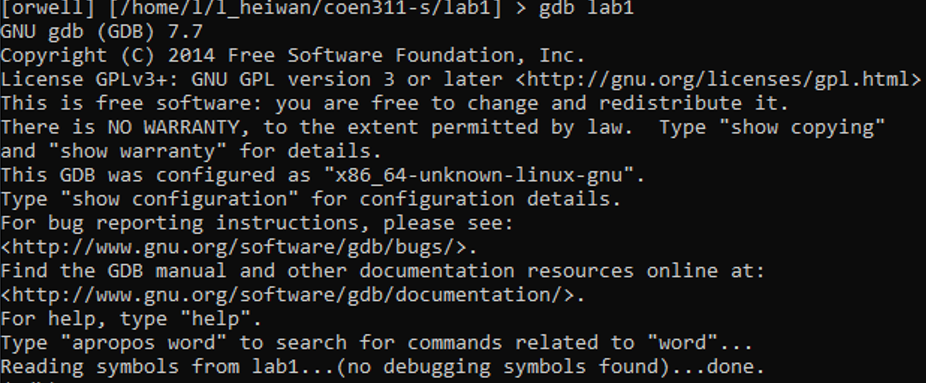 [orwell] [/home/l/l_heiwan/coen311-s/lab1] > gdb lab1
GNU gdb (GDB) 7.7
Copyright (C) 2014 Free Software Foundation, Inc.
License GPLv3+: GNU GPL version 3 or later <http://gnu.org/licenses/gpl.html>
This is free software: you are free to change and redistribute it.
There is NO WARRANTY, to the extent permitted by law.  Type "show copying"
and "show warranty" for details.
This GDB was configured as "x86_64-unknown-linux-gnu".
Type "show configuration" for configuration details.
For bug reporting instructions, please see:
<http://www.gnu.org/software/gdb/bugs/>.
Find the GDB manual and other documentation resources online at:
<http://www.gnu.org/software/gdb/documentation/>.
For help, type "help".
Type "apropos word" to search for commands related to "word"...
Reading symbols from lab1...(no debugging symbols found)...done.